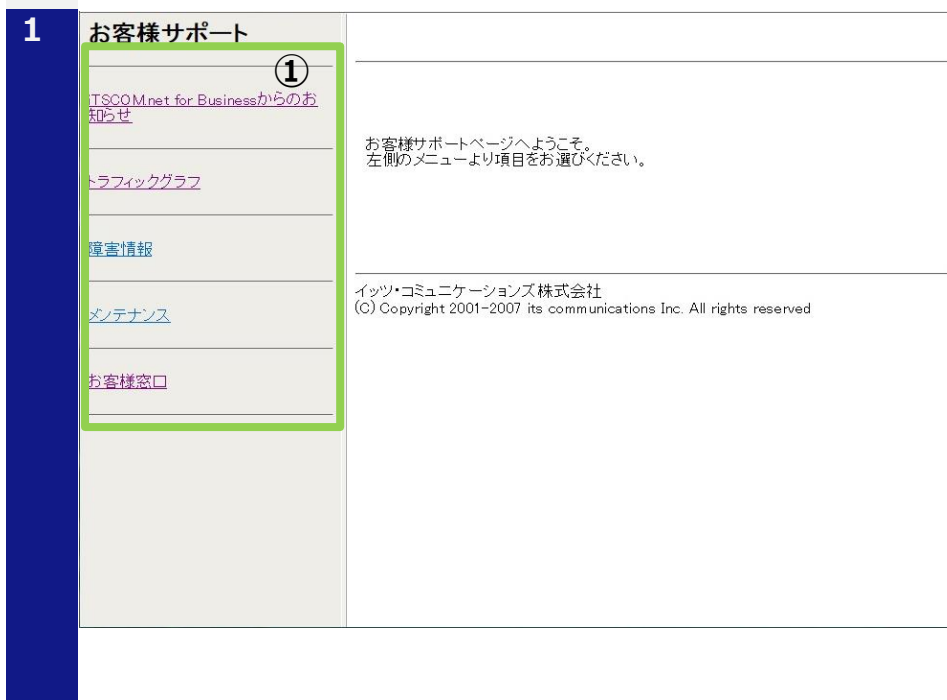 1
お客様サポート
①
iTSCOM.net for Businessからのお
知らせ
トラフィックグラフ
障害情報
メンテナンス
お客様窓口
お客様サポートページへようこそ。
左側のメニューより項目をお選びください。
イッツ・コミュニケーションズ株式会社
(C) Copyright 2001-2007 its communications Inc. All rights reserved